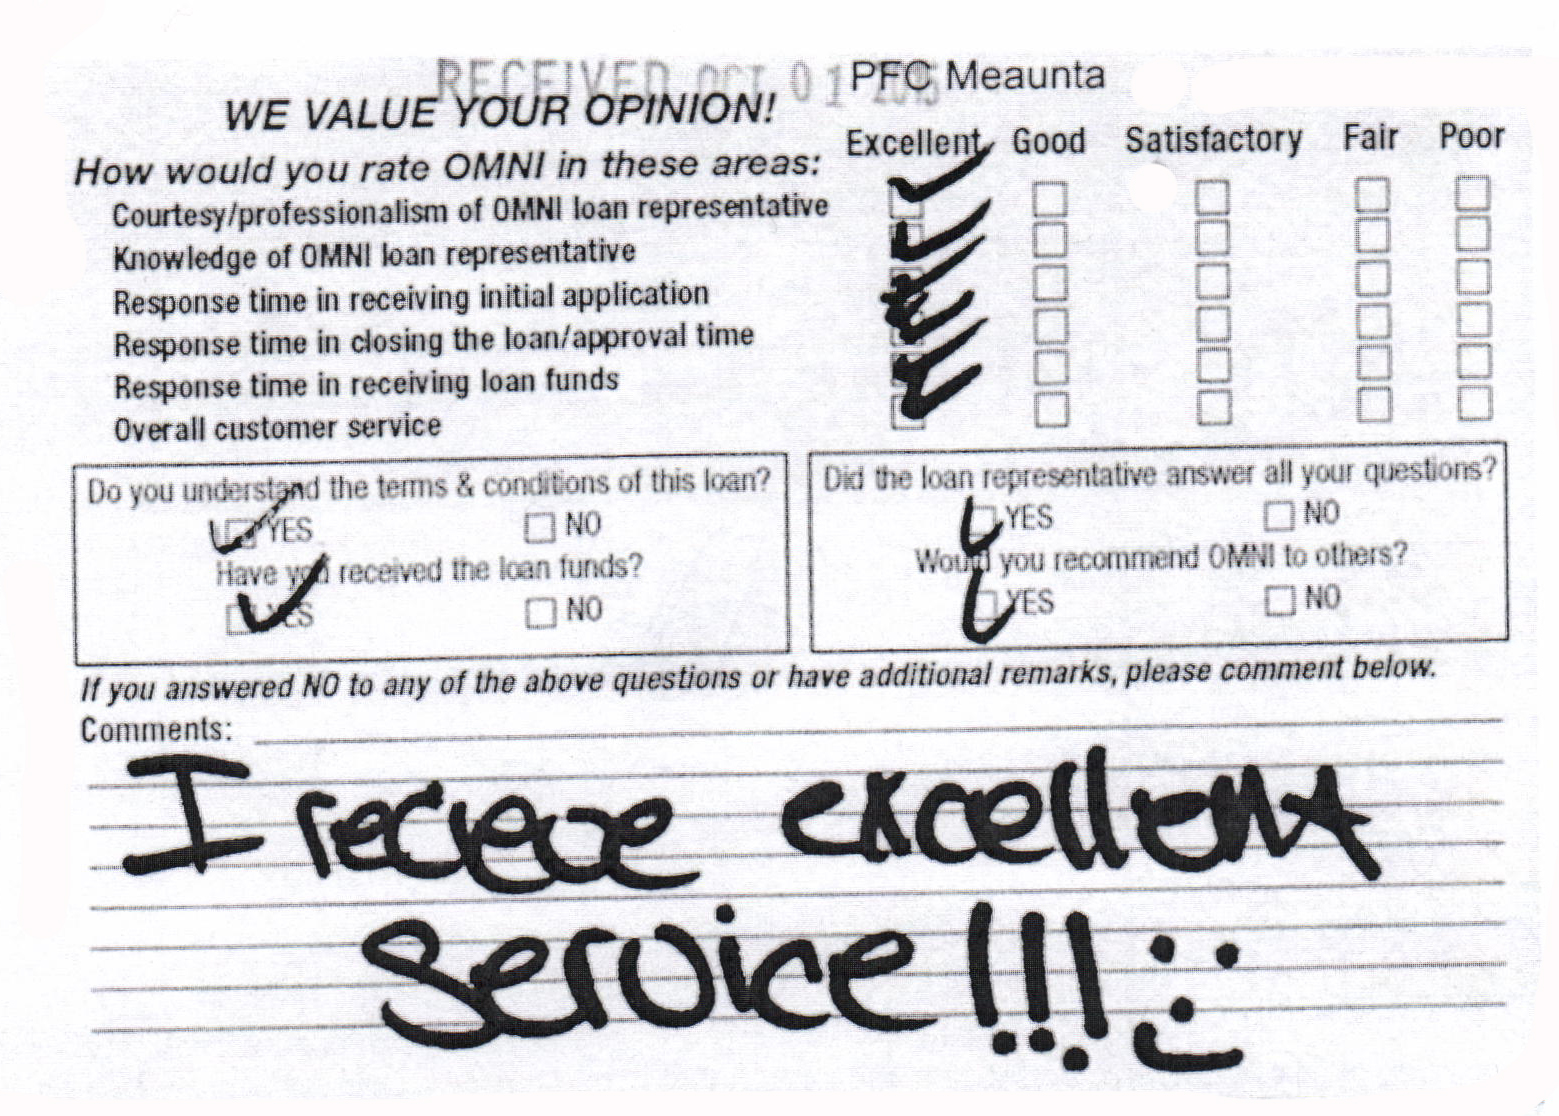 RECEIVED OCT 01 2015 PFC Meaunta
WE VALUE YOUR OPINION!
How would you rate OMNI in these areas: Excellent Good Satisfactory Fair Poor
Courtesy/professionalism of OMNI loan representative
Knowledge of OMNI loan representative
Response time in receiving initial application
Response time in closing the loan/approval time
Response time in receiving loan funds
Overall customer service
Do you understand the terms & conditions of this loan?
YES NO
Have you received the loan funds?
YES NO
Did the loan representative answer all your questions?
YES NO
Would you recommend OMNI to others?
YES NO
If you answered NO to any of the above questions or have additional remarks, please comment below.
Comments:
I recieve excellent
service!!!